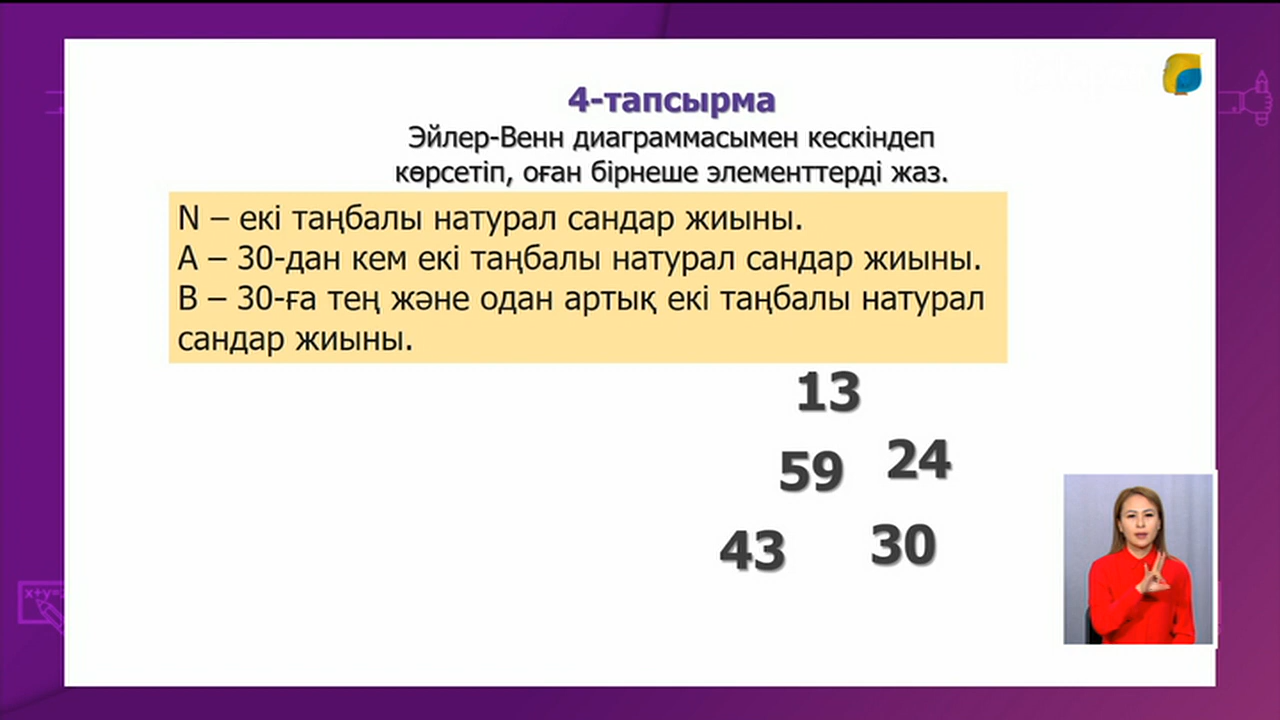 4-тапсырма
Эйлер-Венн диаграммасымен кескіндеп
көрсетіп, оған бірнеше элементтерді жаз.
N – екі таңбалы натурал сандар жиыны.
А – 30-дан кем екі таңбалы натурал сандар жиыны.
В – 30-ға тең және одан артық екі таңбалы натурал
сандар жиыны.
13
59 24
43 30
x+y=